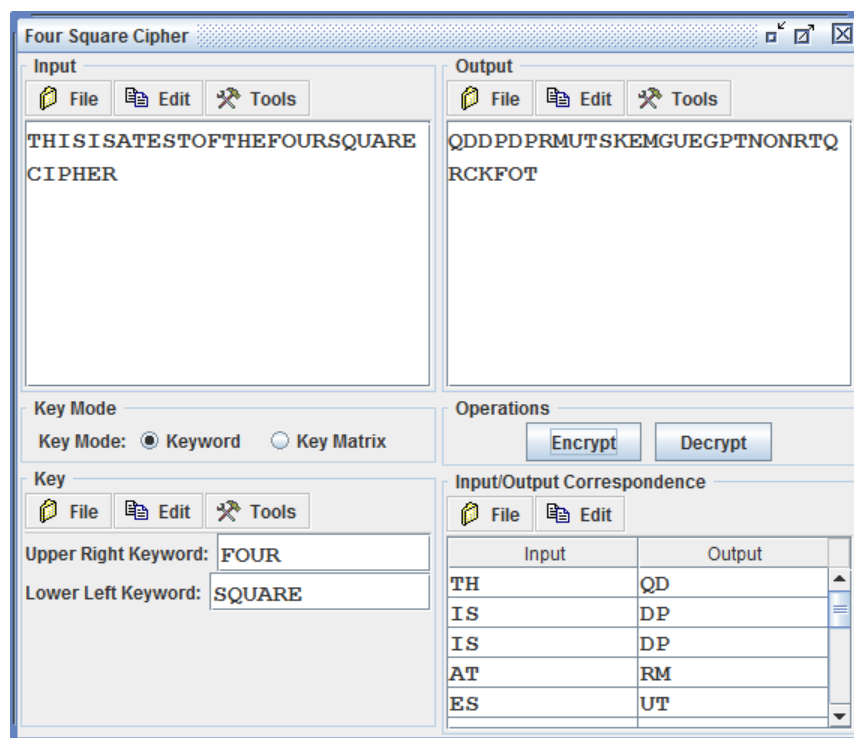 Four Square Cipher
Input
File Edit Tools
THISISATESTOFTHEFOURSQUARE
CIPHER
Output
File Edit Tools
QDDPDPRMUTSKEMGUEGPTNONRTQ
RCKFOT
Key Mode
Key Mode: Keyword Key Matrix
Operations
Encrypt Decrypt
Key
File Edit Tools
Upper Right Keyword: FOUR
Lower Left Keyword: SQUARE
Input/Output Correspondence
File Edit
Input Output
TH QD
IS DP
IS DP
AT RM
ES UT